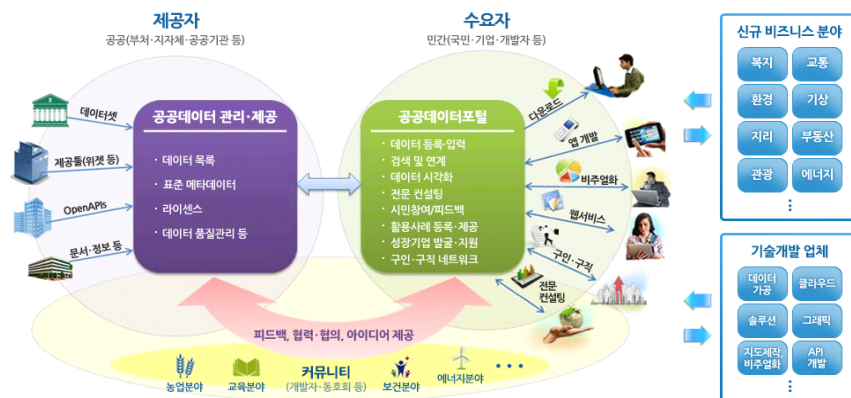 제공자
공공(부처·지자체·공공기관 등)
수요자
민간(국민·기업·개발자 등)
데이터셋
제공툴(위젯 등)
OpenAPIs
문서·정보 등
공공데이터 관리·제공
· 데이터 목록
· 표준 메타데이터
· 라이센스
· 데이터 품질관리 등
공공데이터포털
· 데이터 등록·입력
· 검색 및 연계
· 데이터 시각화
· 전문 컨설팅
· 시민참여/피드백
· 활용사례 등록·제공
· 성장기업 발굴·지원
· 구인·구직 네트워크
다운로드
앱 개발
비주얼화
웹서비스
구인·구직
전문
컨설팅
피드백, 협력·협의, 아이디어 제공
농업분야
교육분야
커뮤니티
(개발자·동호회 등)
보건분야
에너지분야
신규 비즈니스 분야
복지
교통
환경
기상
지리
부동산
관광
에너지
기술개발 업체
데이터
가공
클라우드
솔루션
그래픽
지도제작,
비주얼화
API
개발